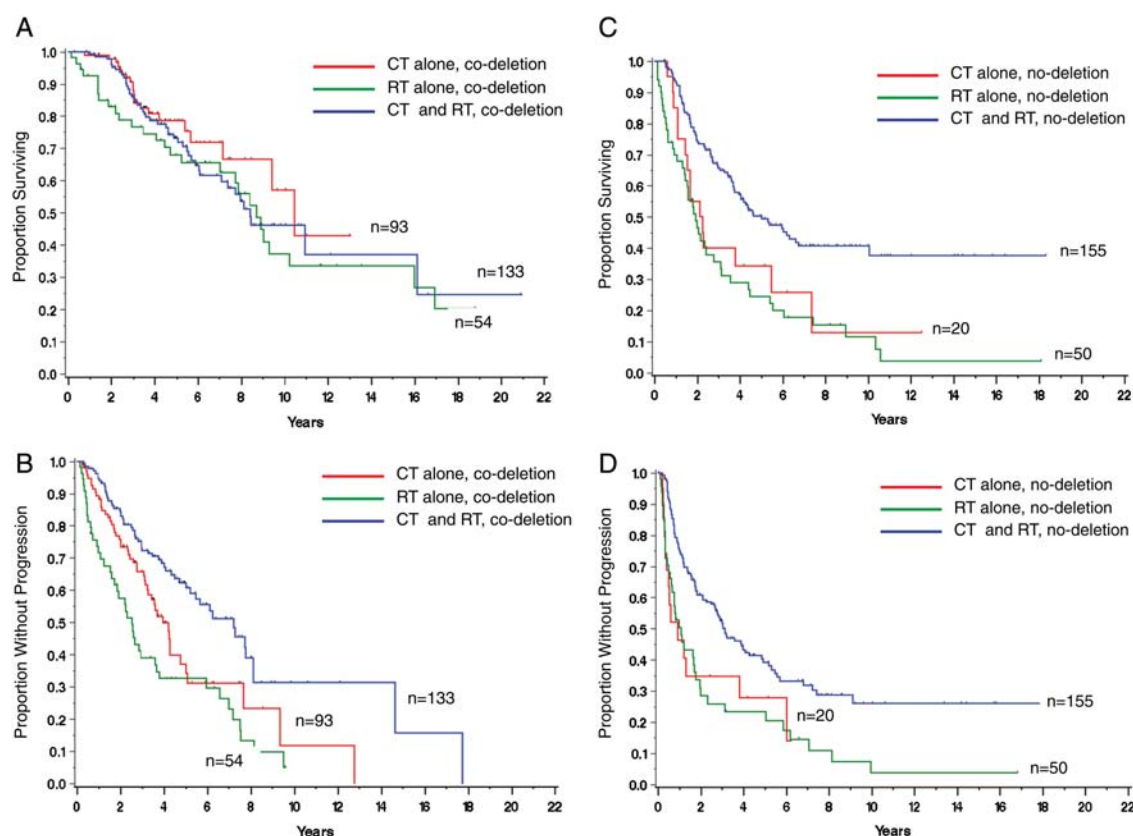 A
CT alone, co-deletion
RT alone, co-deletion
CT and RT, co-deletion
Proportion Surviving
1.0
0.9
0.8
0.7
0.6
0.5
0.4
0.3
0.2
0.1
0.0
n=93
n=133
n=54
0 2 4 6 8 10 12 14 16 18 20 22
Years
C
CT alone, no-deletion
RT alone, no-deletion
CT and RT, no-deletion
Proportion Surviving
1.0
0.9
0.8
0.7
0.6
0.5
0.4
0.3
0.2
0.1
0.0
n=155
n=20
n=50
0 2 4 6 8 10 12 14 16 18 20 22
Years
B
CT alone, co-deletion
RT alone, co-deletion
CT and RT, co-deletion
Proportion Without Progression
1.0
0.9
0.8
0.7
0.6
0.5
0.4
0.3
0.2
0.1
0.0
n=133
n=93
n=54
0 2 4 6 8 10 12 14 16 18 20 22
Years
D
CT alone, no-deletion
RT alone, no-deletion
CT and RT, no-deletion
Proportion Without Progression
1.0
0.9
0.8
0.7
0.6
0.5
0.4
0.3
0.2
0.1
0.0
n=20
n=155
n=50
0 2 4 6 8 10 12 14 16 18 20 22
Years